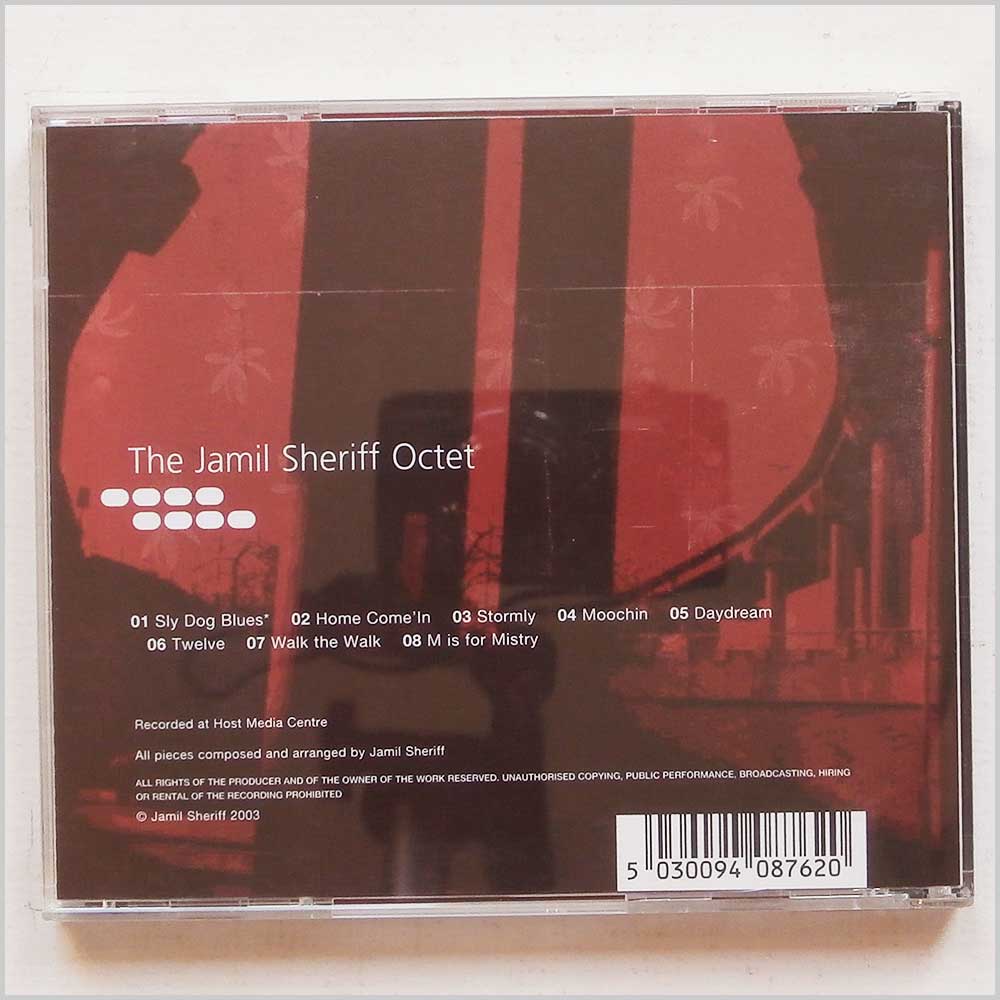 The Jamil Sheriff Octet
01 Sly Dog Blues* 02 Home Come'In 03 Stormly 04 Moochin 05 Daydream
06 Twelve 07 Walk the Walk 08 M is for Mistry
Recorded at Host Media Centre
All pieces composed and arranged by Jamil Sheriff
ALL RIGHTS OF THE PRODUCER AND OF THE OWNER OF THE WORK RESERVED. UNAUTHORISED COPYING, PUBLIC PERFORMANCE, BROADCASTING, HIRING
OR RENTAL OF THE RECORDING PROHIBITED
© Jamil Sheriff 2003
5 030094 087620